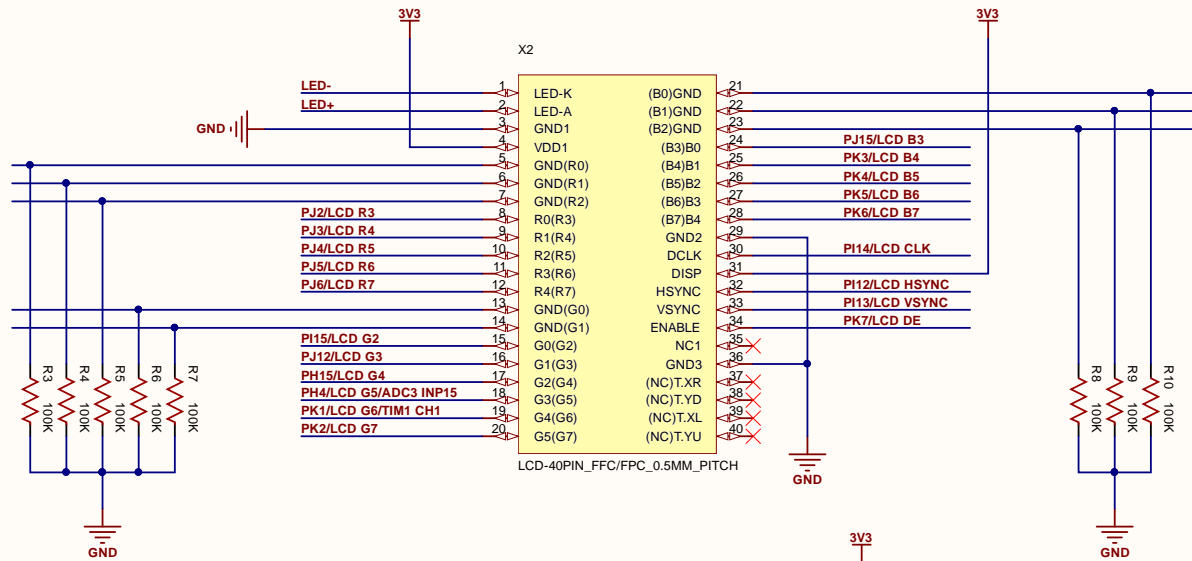 3V3
3V3
X2
LED- 1 LED-K (B0)GND 21
LED+ 2 LED-A (B1)GND 22
GND 3 GND1 (B2)GND 23
4 VDD1 (B3)B0 24 PJ15/LCD B3
5 GND(R0) (B4)B1 25 PK3/LCD B4
6 GND(R1) (B5)B2 26 PK4/LCD B5
7 GND(R2) (B6)B3 27 PK5/LCD B6
PJ2/LCD R3 8 R0(R3) (B7)B4 28 PK6/LCD B7
PJ3/LCD R4 9 R1(R4) GND2 29
PJ4/LCD R5 10 R2(R5) DCLK 30 PI14/LCD CLK
PJ5/LCD R6 11 R3(R6) DISP 31
PJ6/LCD R7 12 R4(R7) HSYNC 32 PI12/LCD HSYNC
13 GND(G0) VSYNC 33 PI13/LCD VSYNC
14 GND(G1) ENABLE 34 PK7/LCD DE
PI15/LCD G2 15 G0(G2) NC1 35
PJ12/LCD G3 16 G1(G3) GND3 36
PH15/LCD G4 17 G2(G4) (NC)T.XR 37
PH4/LCD G5/ADC3 INP15 18 G3(G5) (NC)T.YD 38
PK1/LCD G6/TIM1 CH1 19 G4(G6) (NC)T.XL 39
PK2/LCD G7 20 G5(G7) (NC)T.YU 40
LCD-40PIN_FFC/FPC_0.5MM_PITCH
R3 100K
R4 100K
R5 100K
R6 100K
R7 100K
R8 100K
R9 100K
R10 100K
GND
GND
GND
3V3